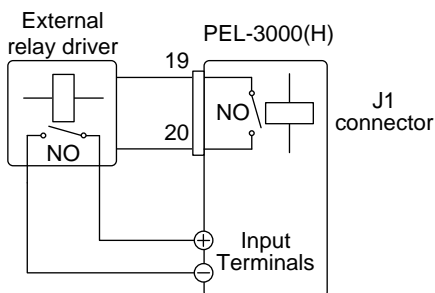 External
relay driver
PEL-3000(H)
19
NO
J1
connector
20
NO
+
Input
Terminals
−